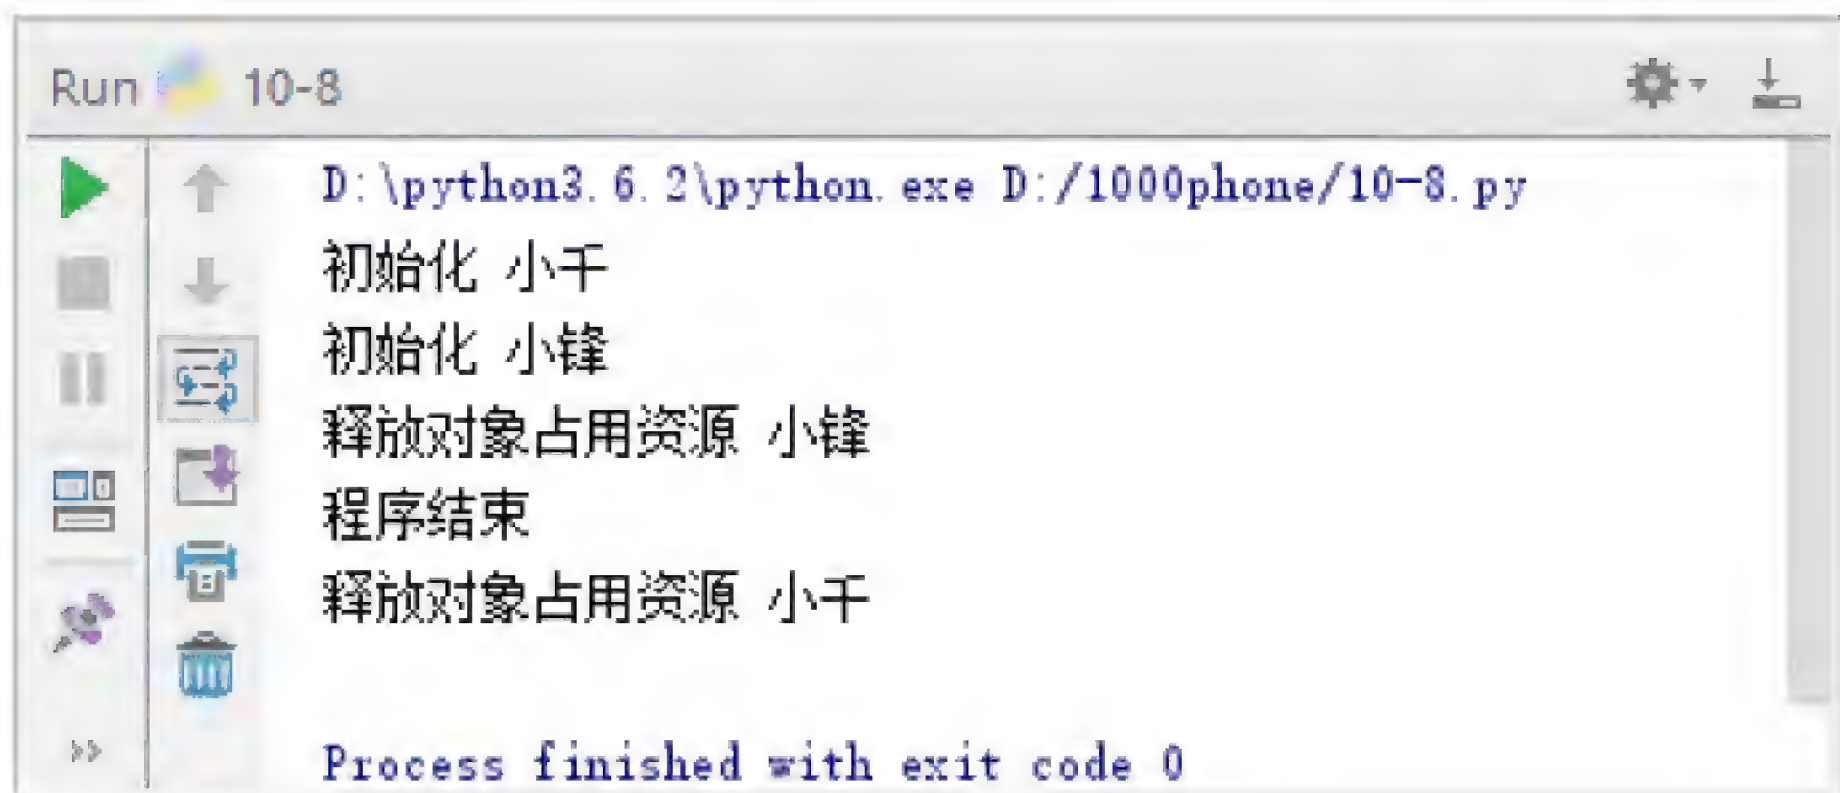 Run 10-8
D:\python3.6.2\python.exe D:/1000phone/10-8.py
初始化 小千
初始化 小锋
释放对象占用资源 小锋
程序结束
释放对象占用资源 小千
Process finished with exit code 0